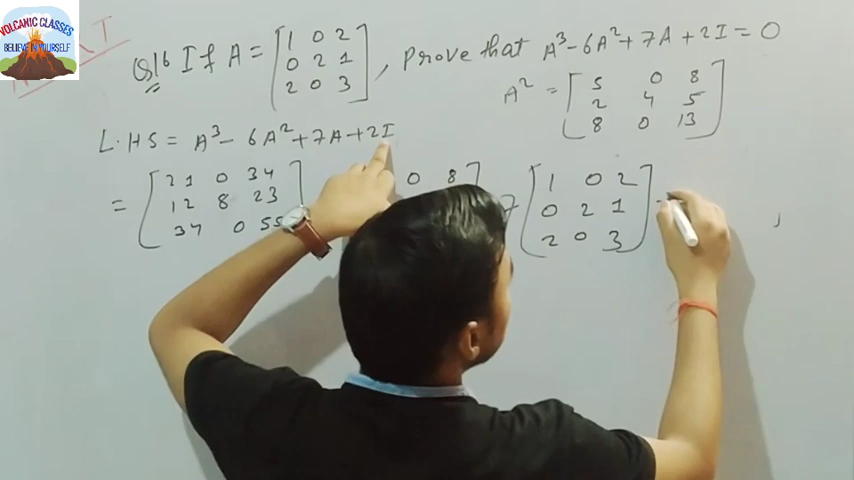 VOLCANIC CLASSES
BELIEVE IN YOURSELF
Q16 If A = [1 0 2
0 2 1
2 0 3], Prove that A³-6A²+7A+2I=0
A² = [5 0 8
2 4 5
8 0 13]
L.HS = A³- 6A²+7A+2I
= [21 0 34
12 8 23
34 0 55 0 8 ] 7 [1 0 2
0 2 1
2 0 3]